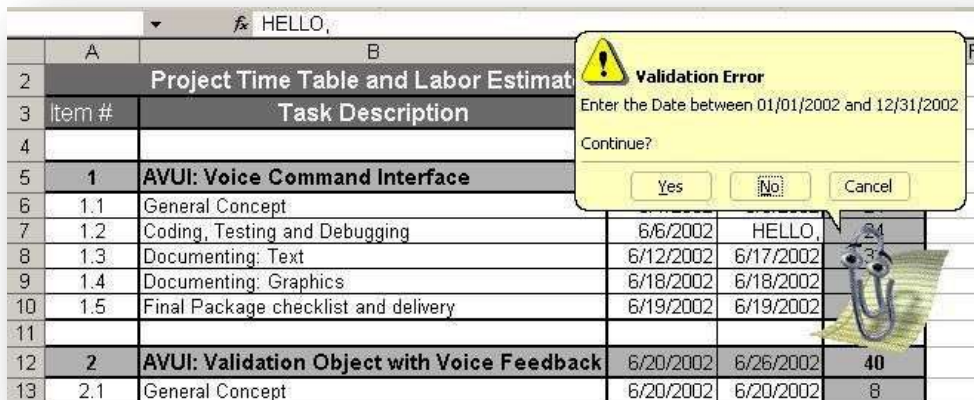 fx HELLO,
A B F
2 Project Time Table and Labor Estimat
3 Item # Task Description
4
5 1 AVUI: Voice Command Interface
6 1.1 General Concept
7 1.2 Coding, Testing and Debugging 6/6/2002 HELLO, 24
8 1.3 Documenting: Text 6/12/2002 6/17/2002
9 1.4 Documenting: Graphics 6/18/2002 6/18/2002
10 1.5 Final Package checklist and delivery 6/19/2002 6/19/2002
11
12 2 AVUI: Validation Object with Voice Feedback 6/20/2002 6/26/2002 40
13 2.1 General Concept 6/20/2002 6/20/2002 8
Validation Error
Enter the Date between 01/01/2002 and 12/31/2002
Continue?
Yes No Cancel